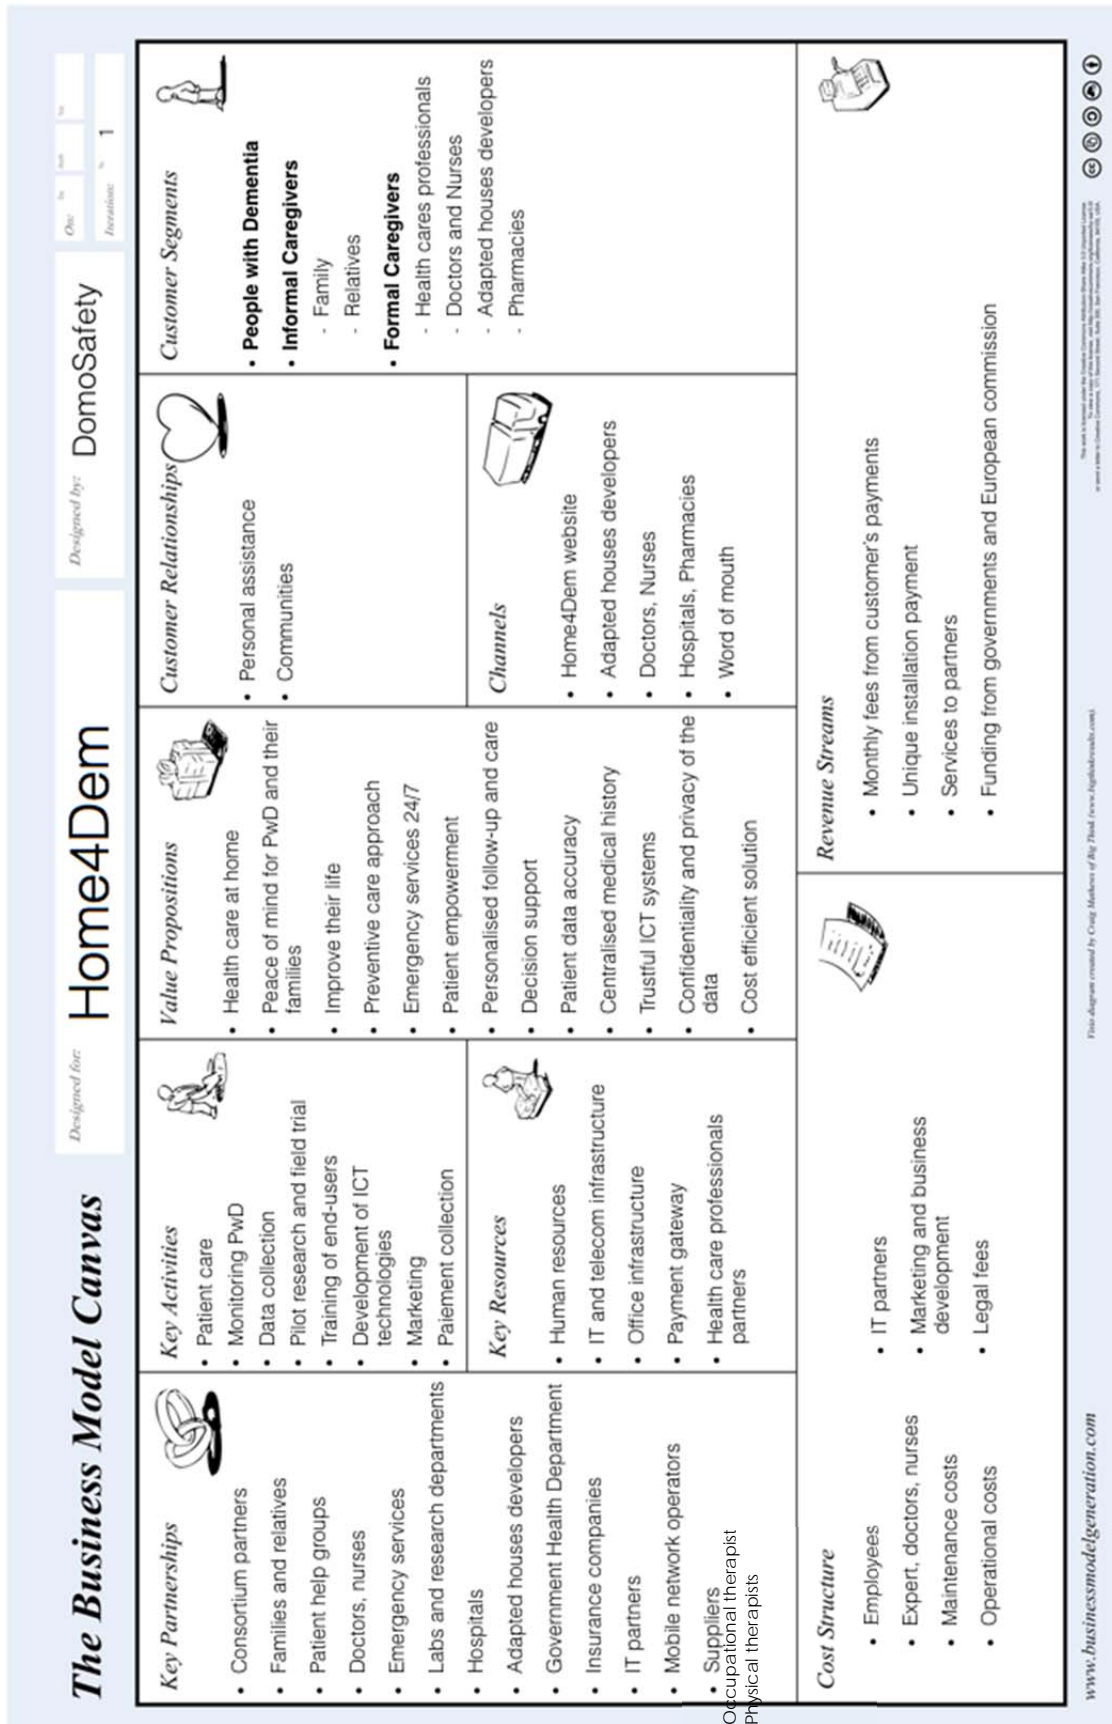 The Business Model Canvas
Designed for:
Home4Dem
Designed by:
DomoSafety
On:
Iteration:
1
Key Partnerships
• Consortium partners
• Families and relatives
• Patient help groups
• Doctors, nurses
• Emergency services
• Labs and research departments
• Hospitals
• Adapted houses developers
• Government Health Department
• Insurance companies
• IT partners
• Mobile network operators
• Suppliers
Occupational therapist
Physical therapists
Key Activities
• Patient care
• Monitoring PwD
• Data collection
• Pilot research and field trial
• Training of end-users
• Development of ICT
technologies
• Marketing
• Paiement collection
Key Resources
• Human resources
• IT and telecom infrastructure
• Office infrastructure
• Payment gateway
• Health care professionals
partners
Value Propositions
• Health care at home
• Peace of mind for PwD and their
families
• Improve their life
• Preventive care approach
• Emergency services 24/7
• Patient empowerment
• Personalised follow-up and care
• Decision support
• Patient data accuracy
• Centralised medical history
• Trustful ICT systems
• Confidentiality and privacy of the
data
• Cost efficient solution
Customer Relationships
• Personal assistance
• Communities
Channels
• Home4Dem website
• Adapted houses developers
• Doctors, Nurses
• Hospitals, Pharmacies
• Word of mouth
Customer Segments
• People with Dementia
• Informal Caregivers
- Family
- Relatives
• Formal Caregivers
- Health cares professionals
- Doctors and Nurses
- Adapted houses developers
- Pharmacies
Cost Structure
• Employees
• Expert, doctors, nurses
• Maintenance costs
• Operational costs
• IT partners
• Marketing and business
development
• Legal fees
Revenue Streams
• Monthly fees from customer's payments
• Unique installation payment
• Services to partners
• Funding from governments and European commission
www.businessmodelgeneration.com
cc